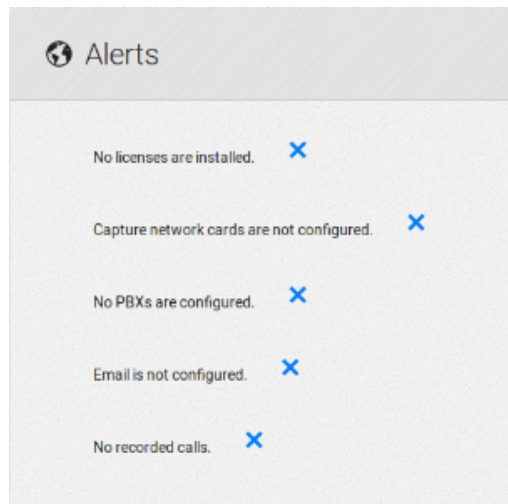 Alerts
No licenses are installed.
Capture network cards are not configured.
No PBXs are configured.
Email is not configured.
No recorded calls.